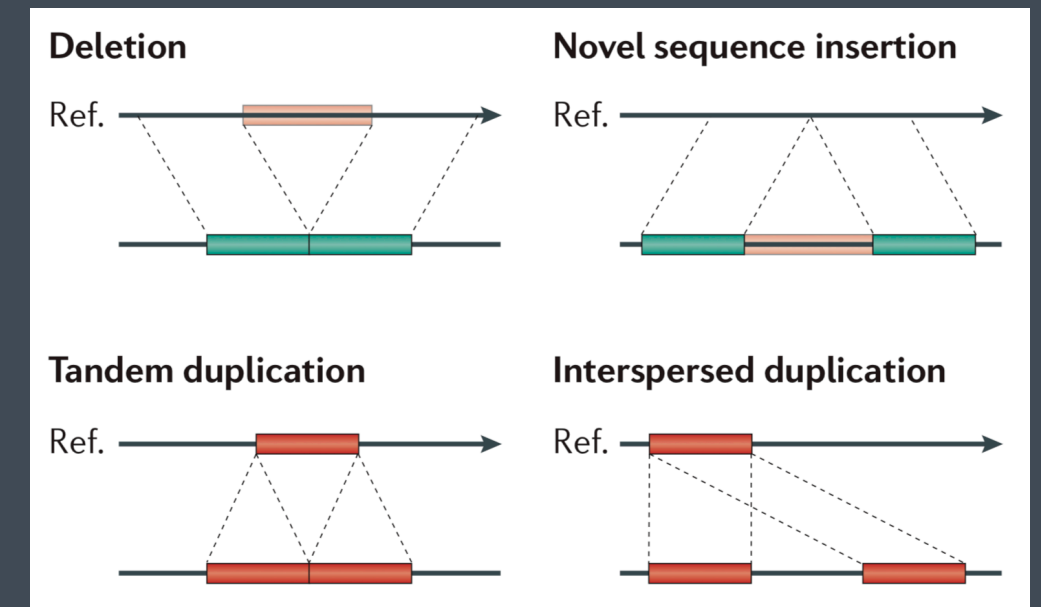 Deletion
Novel sequence insertion
Ref.
Ref.
Tandem duplication
Interspersed duplication
Ref.
Ref.